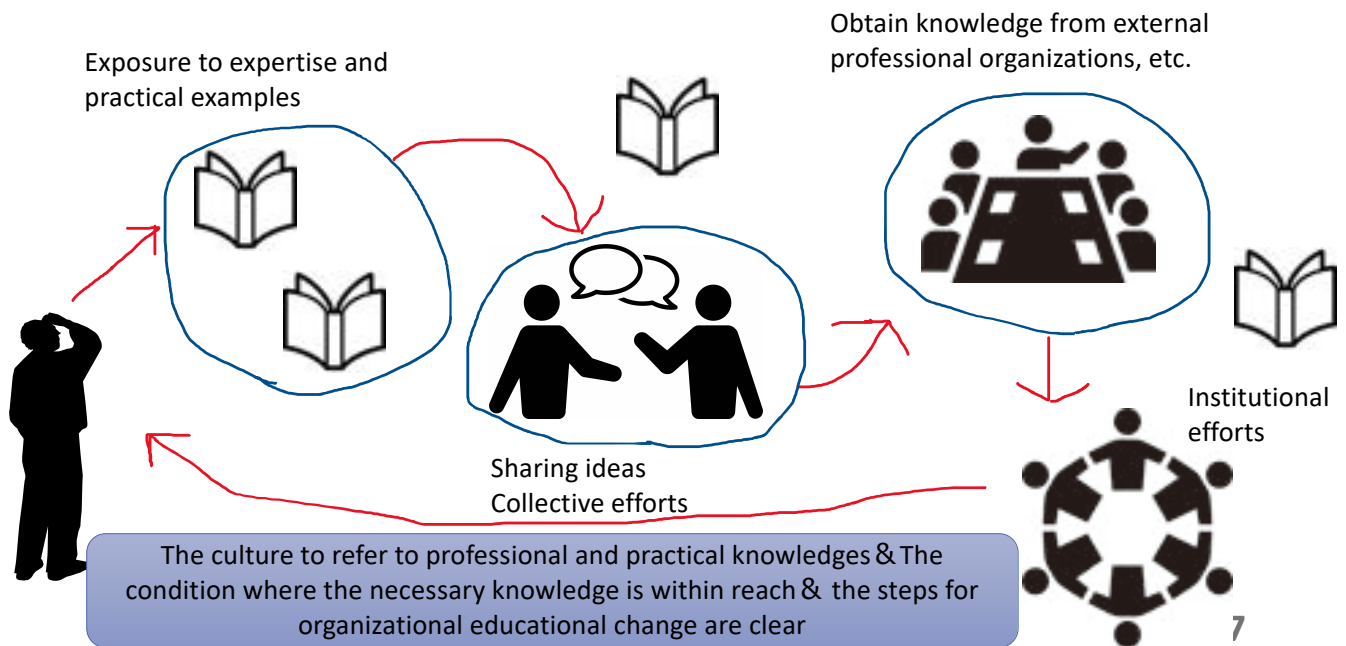 Exposure to expertise and
practical examples
Obtain knowledge from external
professional organizations, etc.
Sharing ideas
Collective efforts
Institutional
efforts
The culture to refer to professional and practical knowledges & The
condition where the necessary knowledge is within reach & the steps for
organizational educational change are clear
7